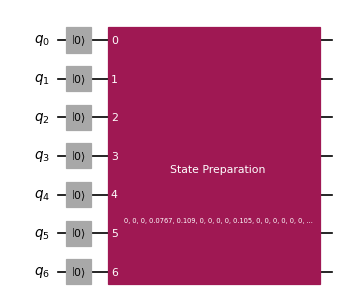 q0 |0⟩ 0
q1 |0⟩ 1
q2 |0⟩ 2
q3 |0⟩ 3
State Preparation
q4 |0⟩ 4
0, 0, 0, 0.0767, 0.109, 0, 0, 0, 0, 0.105, 0, 0, 0, 0, 0, 0, ...
q5 |0⟩ 5
q6 |0⟩ 6